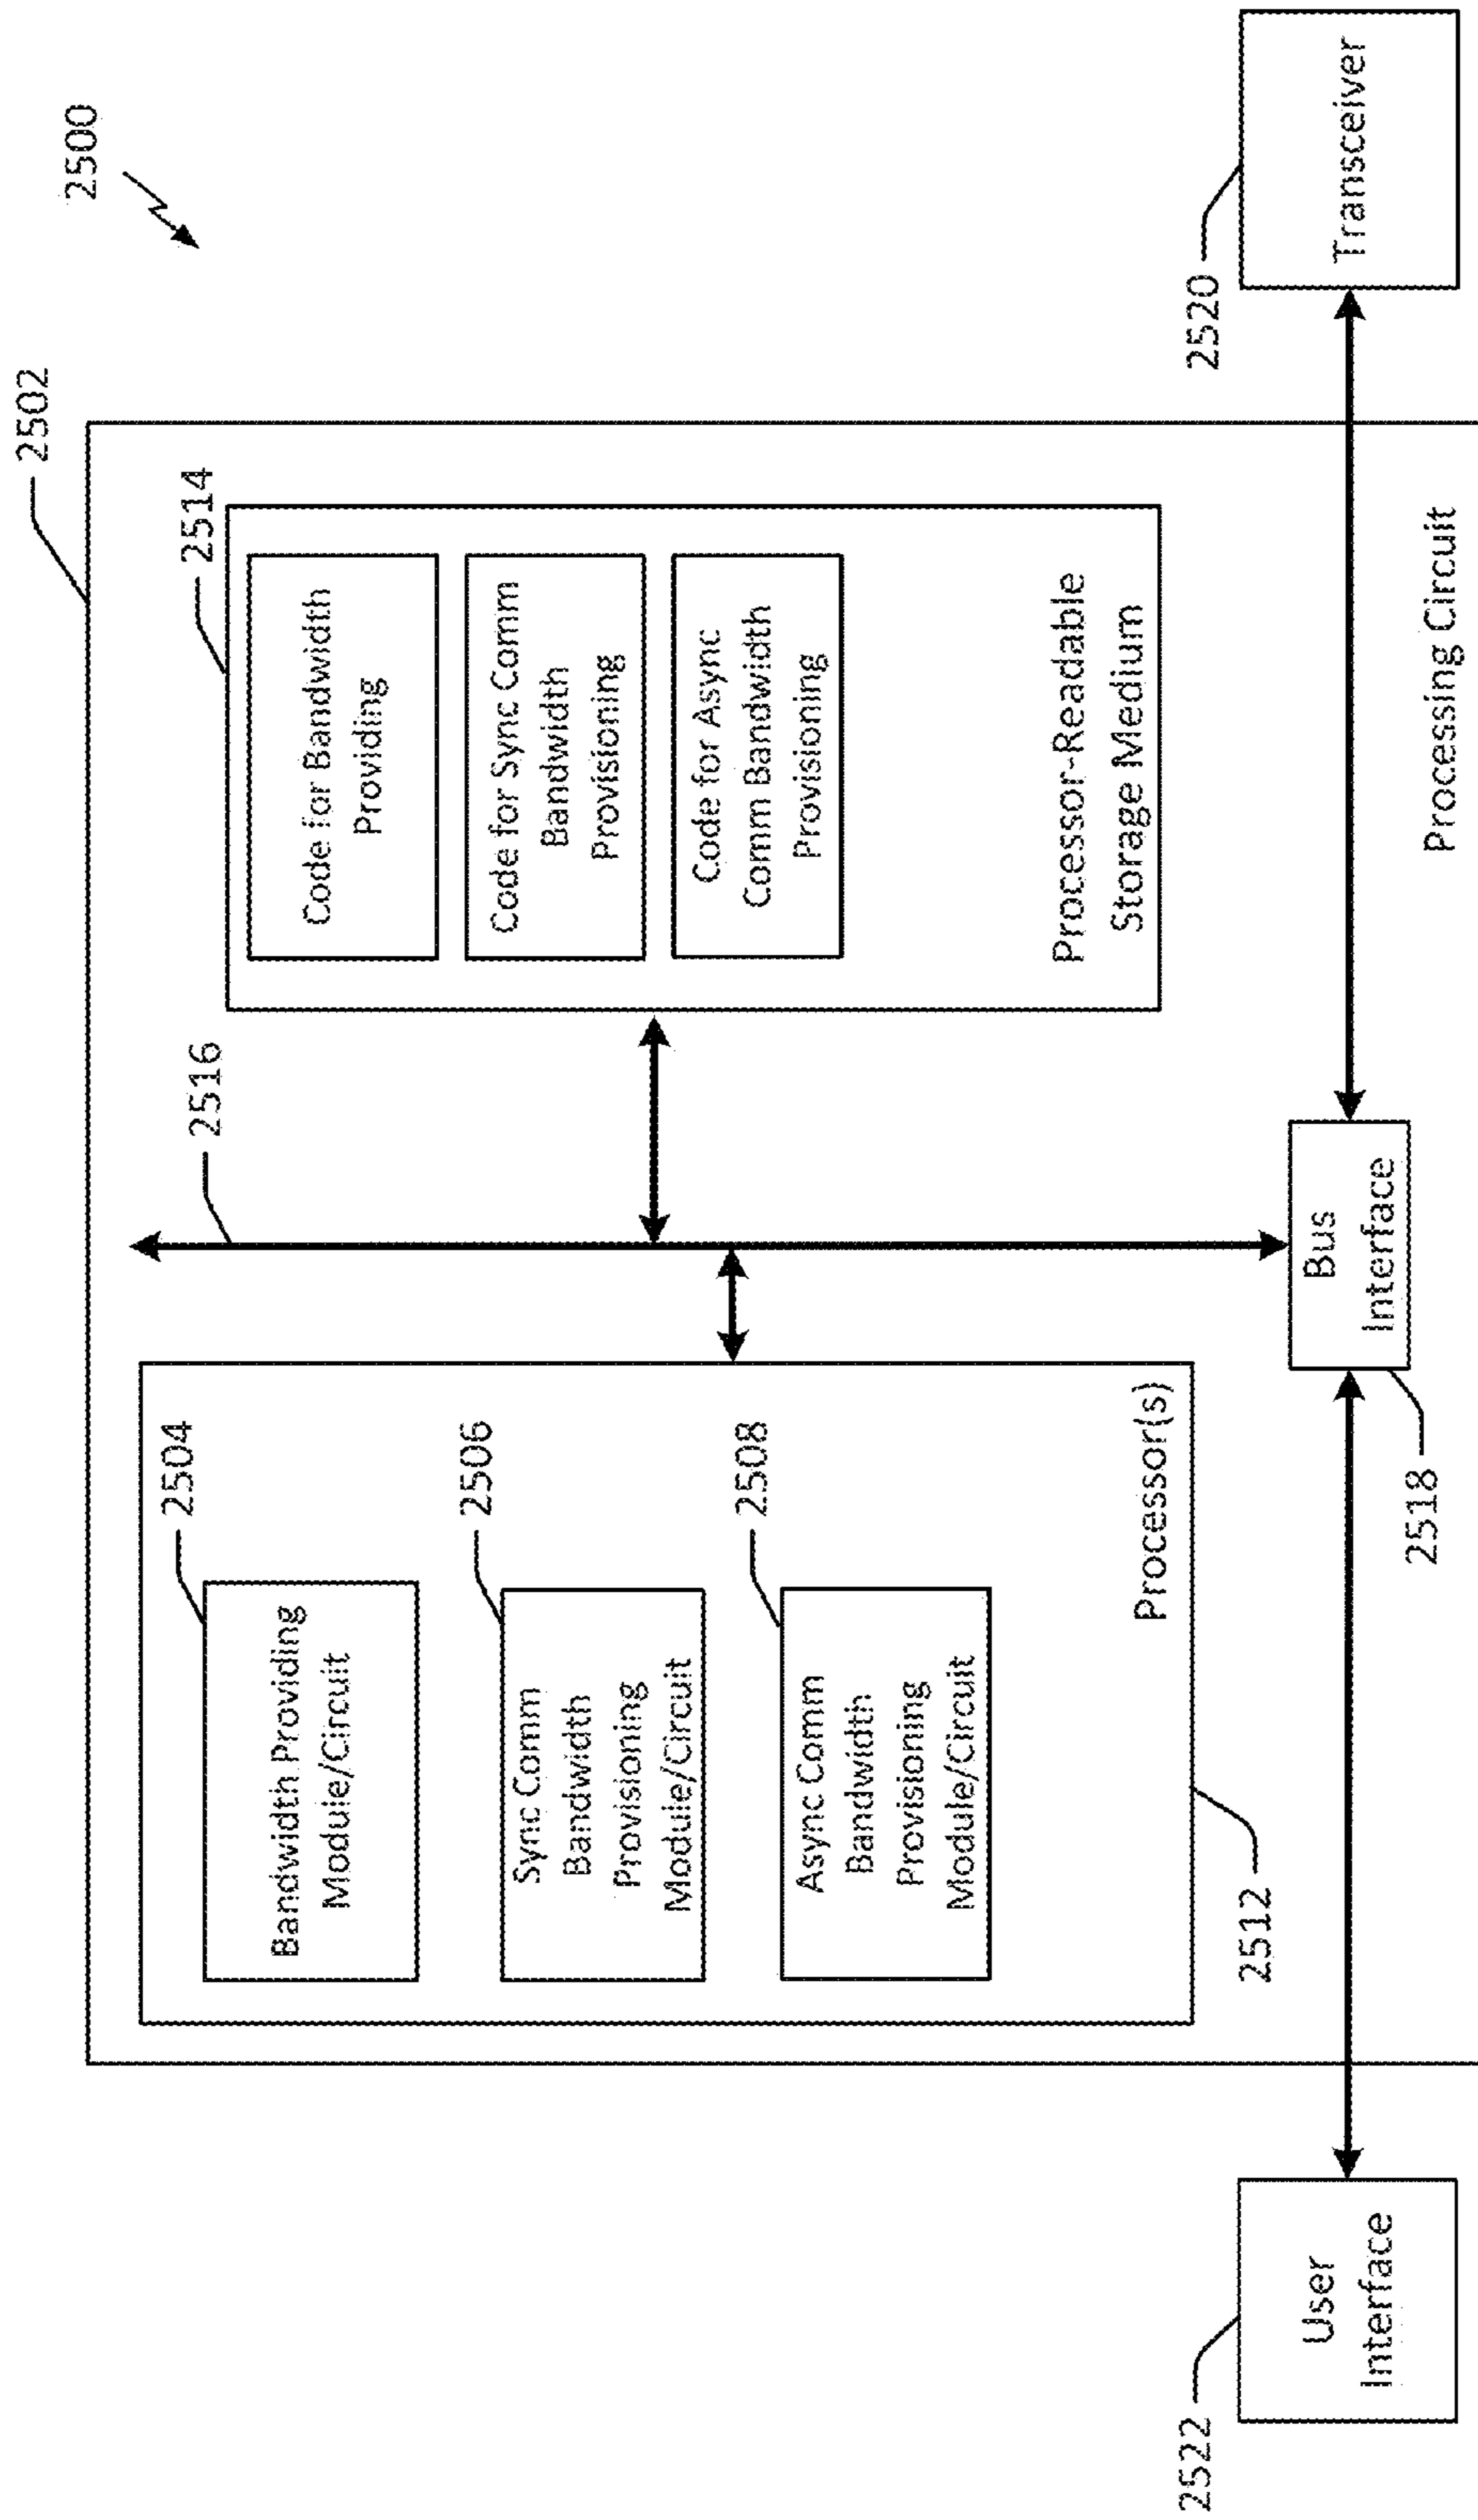 2500
2502
2504
Bandwidth Providing
Module/Circuit
2506
Sync Comm
Bandwidth
Provisioning
Module/Circuit
2508
Async Comm
Bandwidth
Provisioning
Module/Circuit
Processor(s)
2512
2516
2514
Code for Bandwidth
Providing
Code for Sync Comm
Bandwidth
Provisioning
Code for Async
Comm Bandwidth
Provisioning
Processor-Readable
Storage Medium
2522
User
Interface
2518
Bus
Interface
2520
Transceiver
Processing Circuit